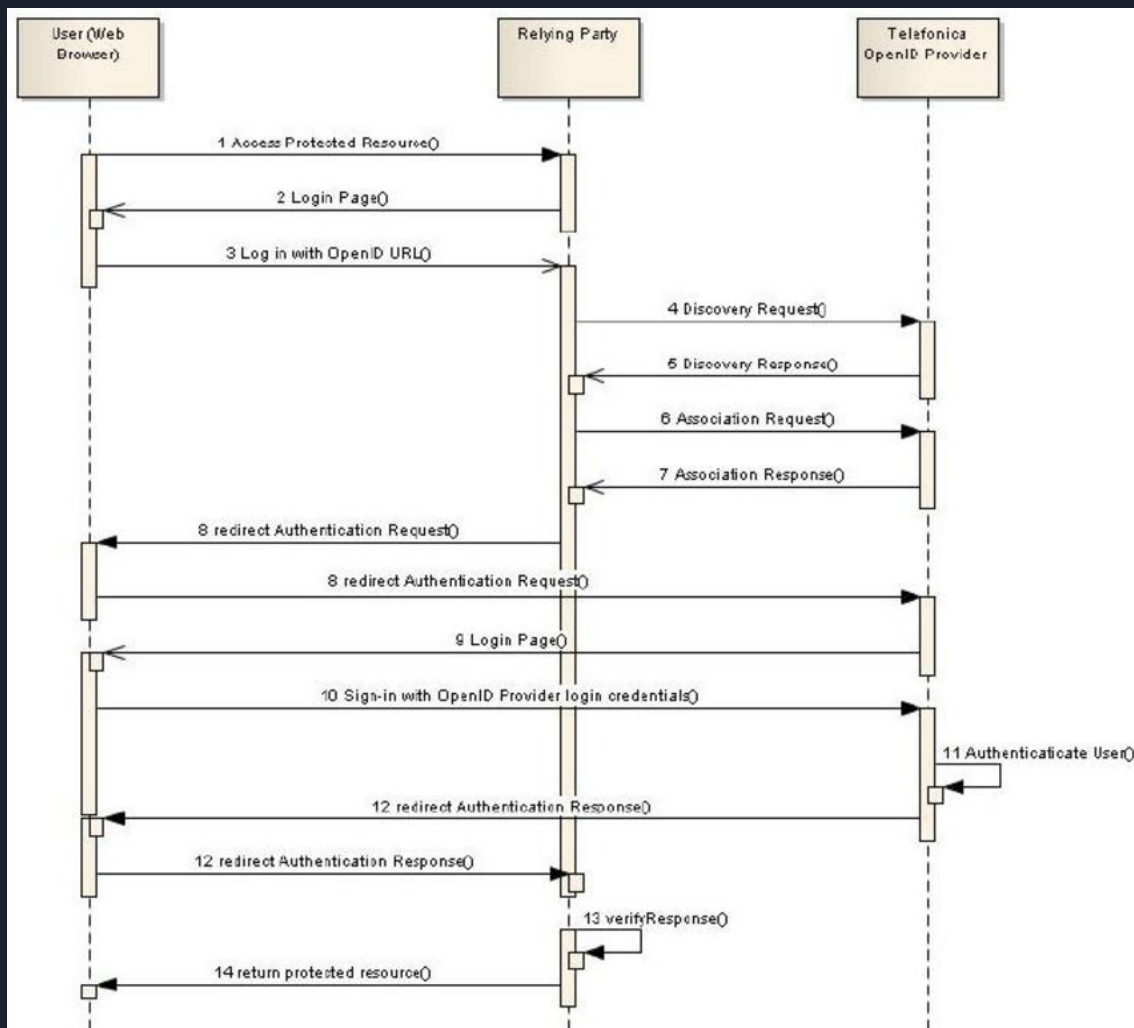 User (Web
Browser)
Relying Party
Telefonica
OpenID Provider
1 Access Protected Resource()
2 Login Page()
3 Log in with OpenID URL()
4 Discovery Request()
5 Discovery Response()
6 Association Request()
7 Association Response()
8 redirect Authentication Request()
8 redirect Authentication Request()
9 Login Page()
10 Sign-in with OpenID Provider login credentials()
11 Authenticaticate User()
12 redirect Authentication Response()
12 redirect Authentication Response()
13 verifyResponse()
14 return protected resource()